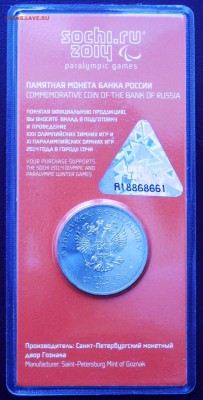 sochi.ru
2014
paralympic games
ПАМЯТНАЯ МОНЕТА БАНКА РОССИИ
COMMEMORATIVE COIN OF THE BANK OF RUSSIA
ПОКУПАЯ ОФИЦИАЛЬНУЮ ПРОДУКЦИЮ,
ВЫ ВНОСИТЕ ВКЛАД В ПОДГОТОВКУ
И ПРОВЕДЕНИЕ
XXII ОЛИМПИЙСКИХ ЗИМНИХ ИГР И
XI ПАРАЛИМПИЙСКИХ ЗИМНИХ ИГР
2014 ГОДА В ГОРОДЕ СОЧИ
YOUR PURCHASE SUPPORTS
THE SOCHI 2014 OLYMPIC AND
PARALYMPIC WINTER GAMES
R18868661
Производитель: Санкт-Петербургский монетный
двор Гознака
Manufacturer: Saint-Petersburg Mint of Goznak